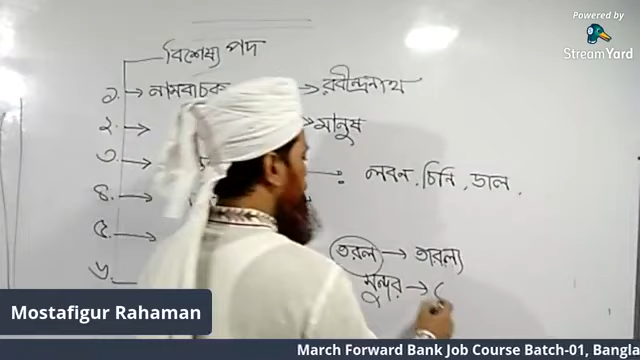 Powered by
StreamYard
বিশেষ্য পদ
১. → নামবাচক → রবীন্দ্রনাথ
২ → → মানুষ
৩. → → লবন, চিনি, ডাল,
৪. →
৫. →
তরল → তারল্য
৬.
সুন্দর →
Mostafigur Rahaman
March Forward Bank Job Course Batch-01, Bangla